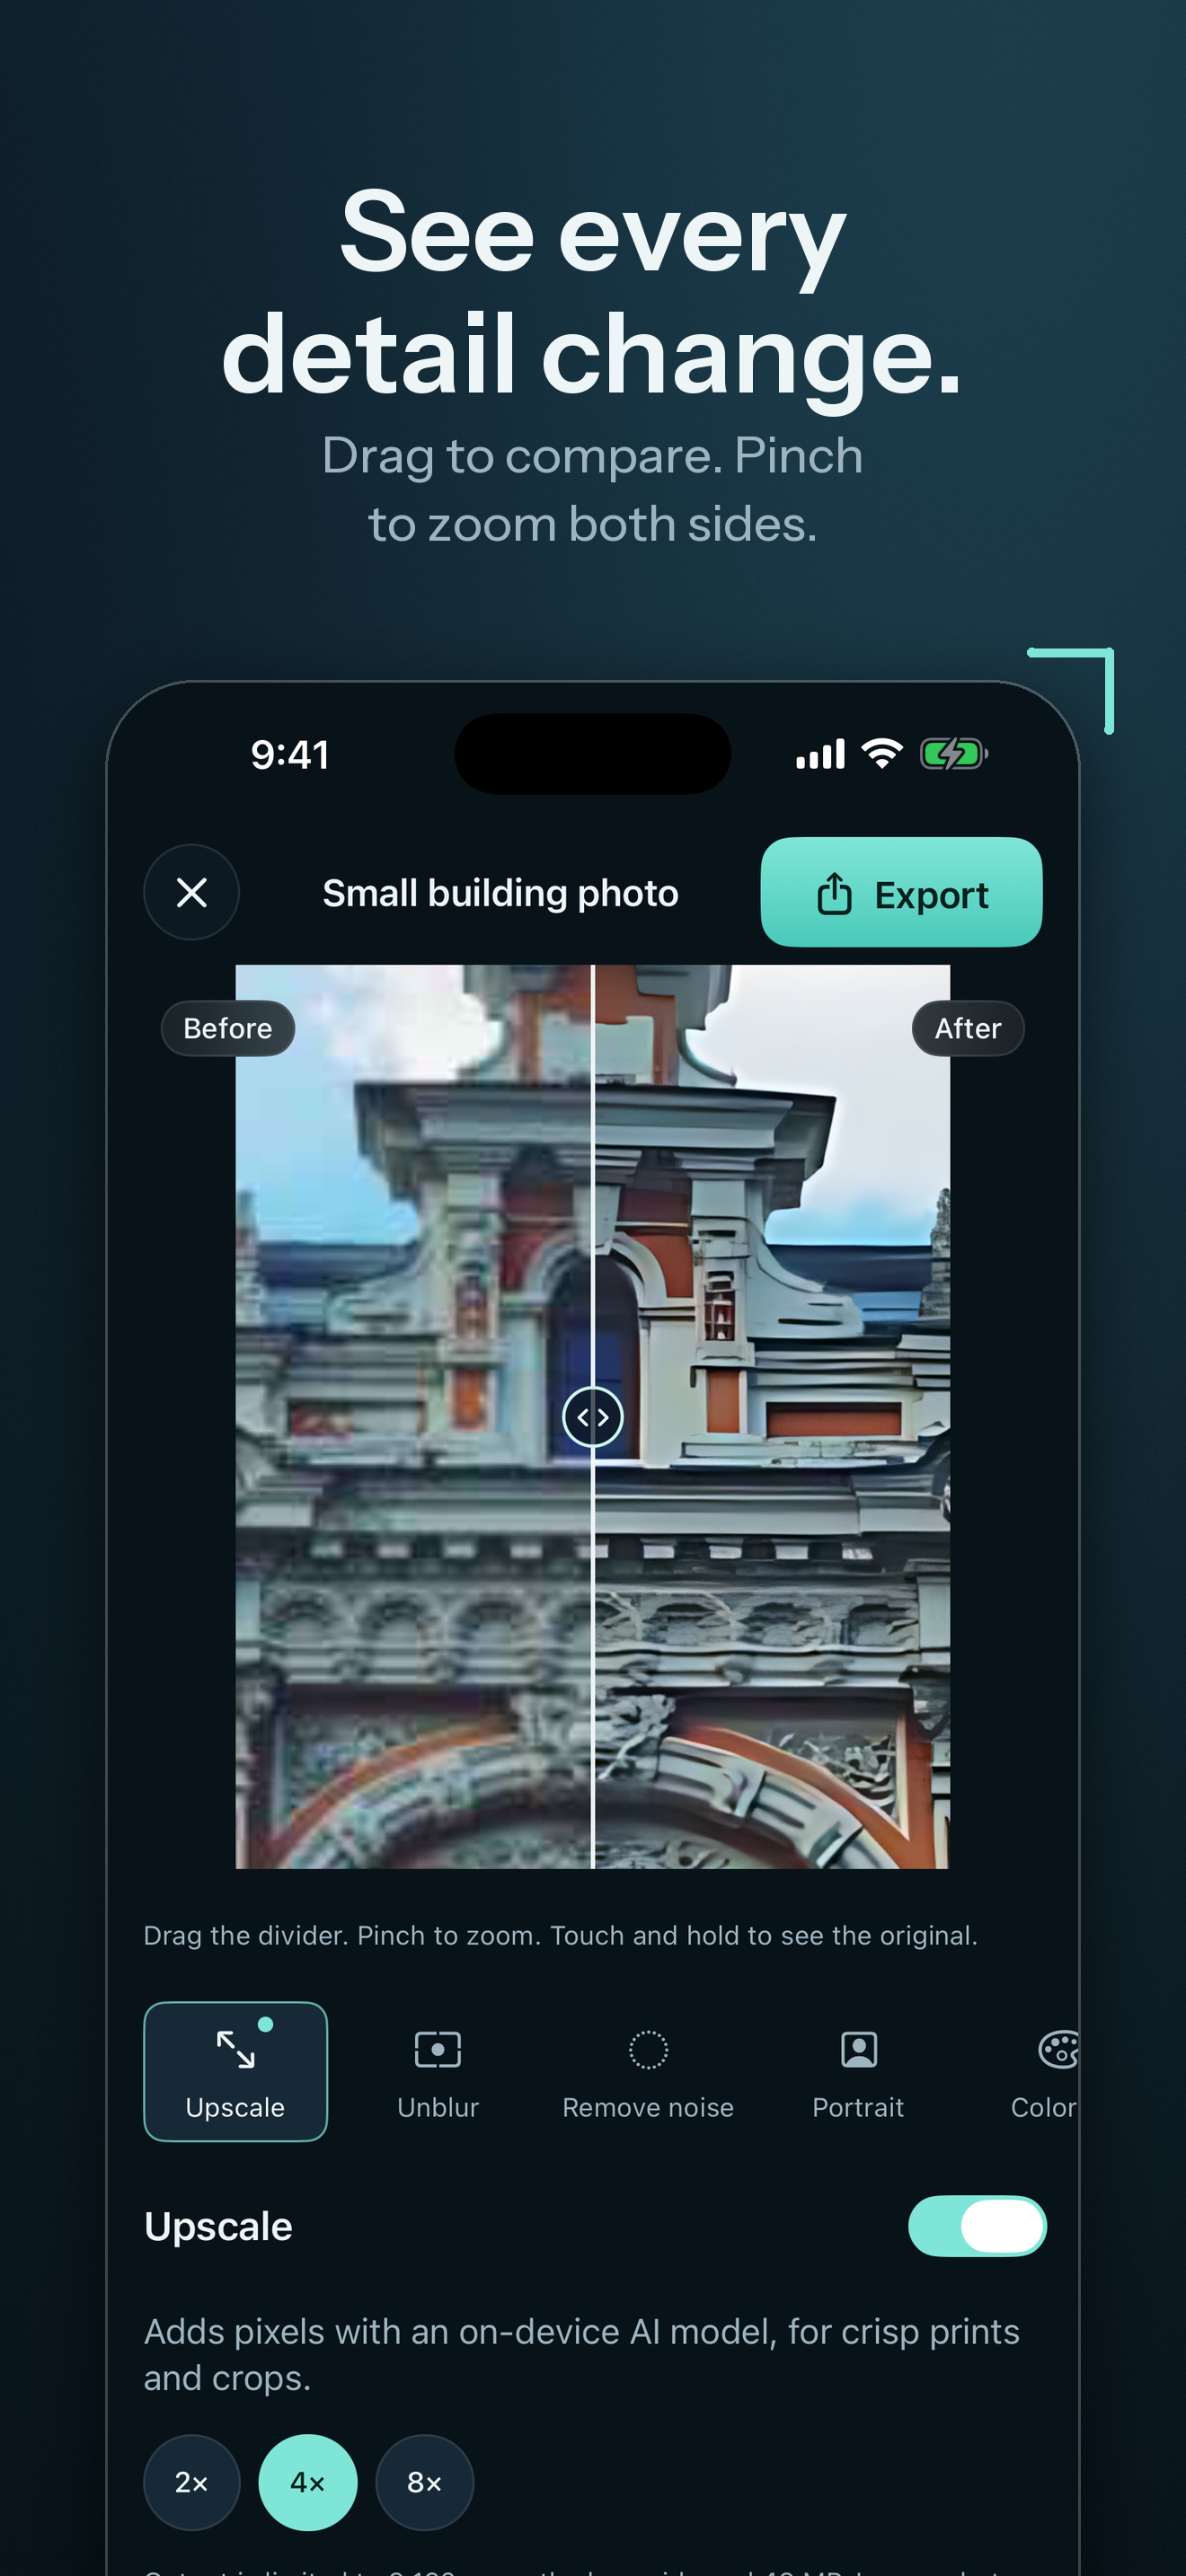 See every
detail change.
Drag to compare. Pinch
to zoom both sides.
9:41
Small building photo
Export
Before
After
Drag the divider. Pinch to zoom. Touch and hold to see the original.
Upscale
Unblur
Remove noise
Portrait
Color
Upscale
Adds pixels with an on-device AI model, for crisp prints
and crops.
2×
4×
8×